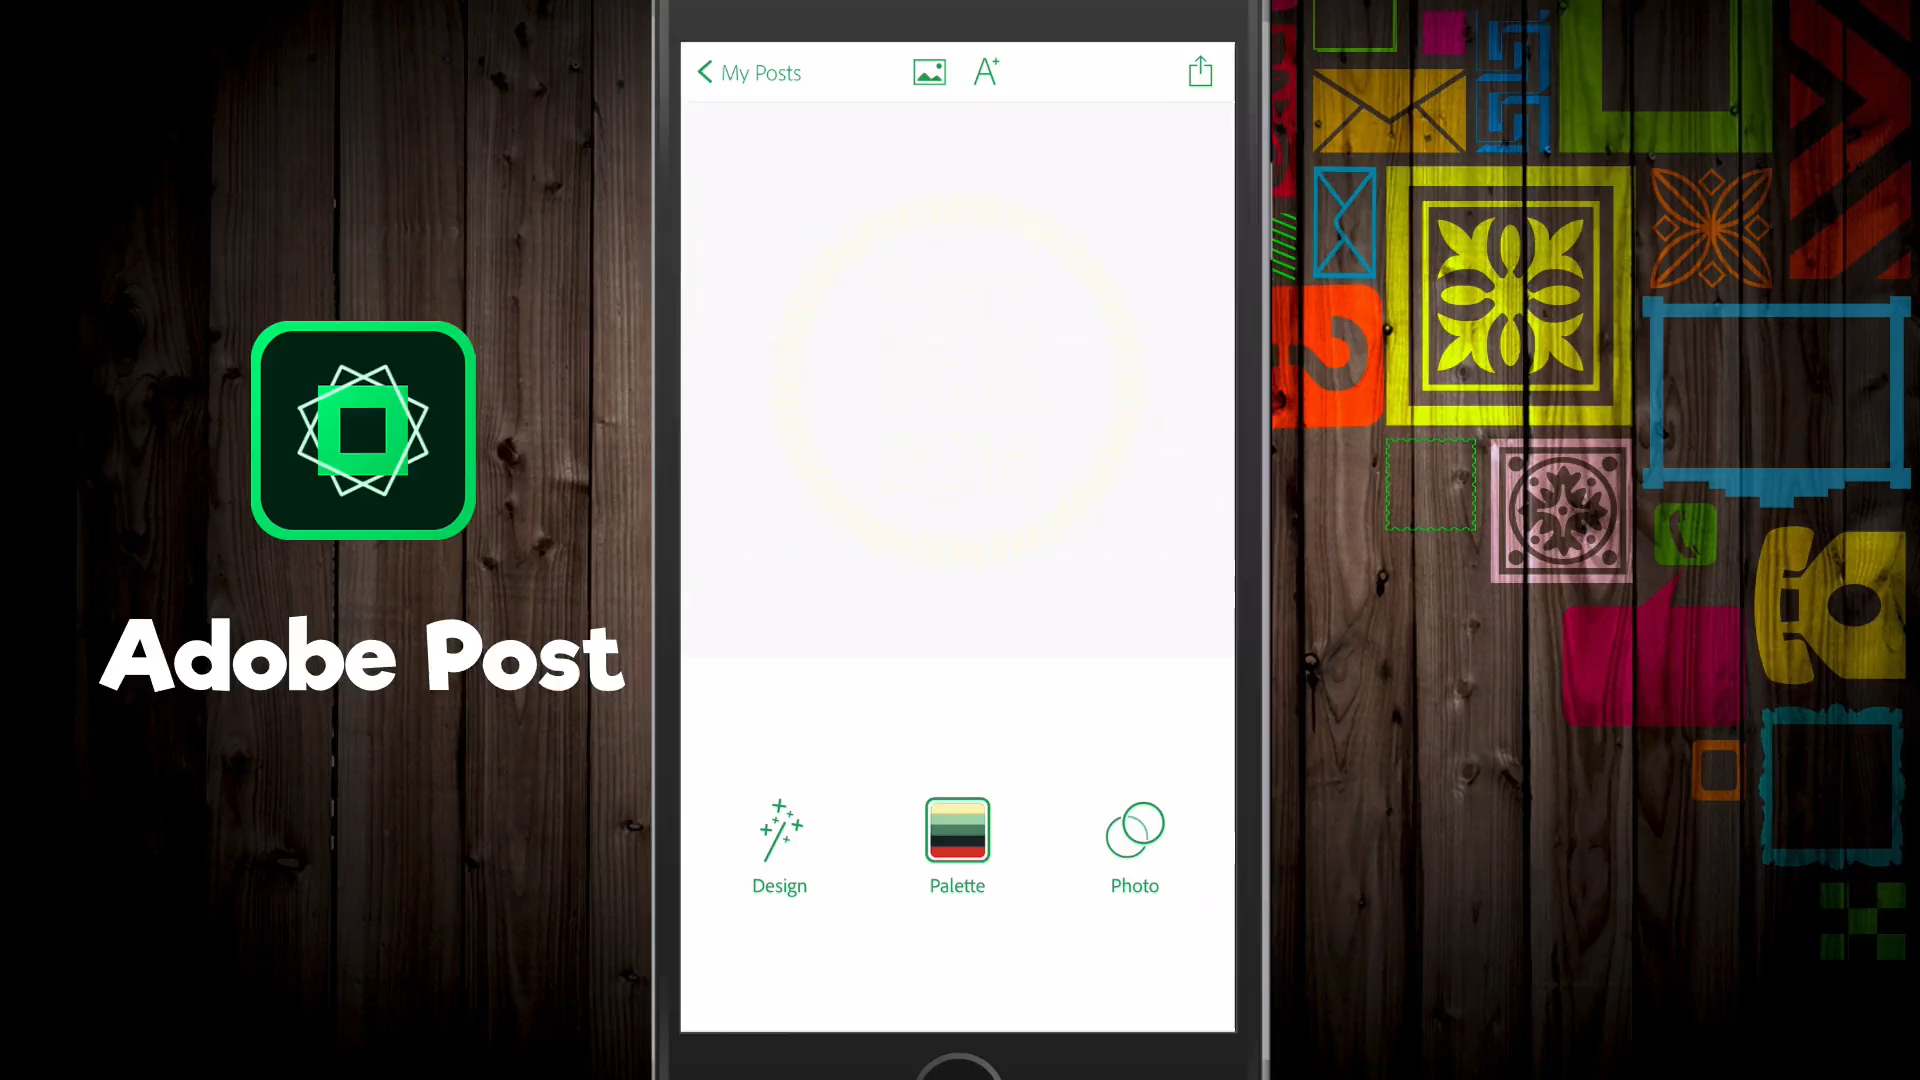 My Posts
A+
Adobe Post
Design
Palette
Photo